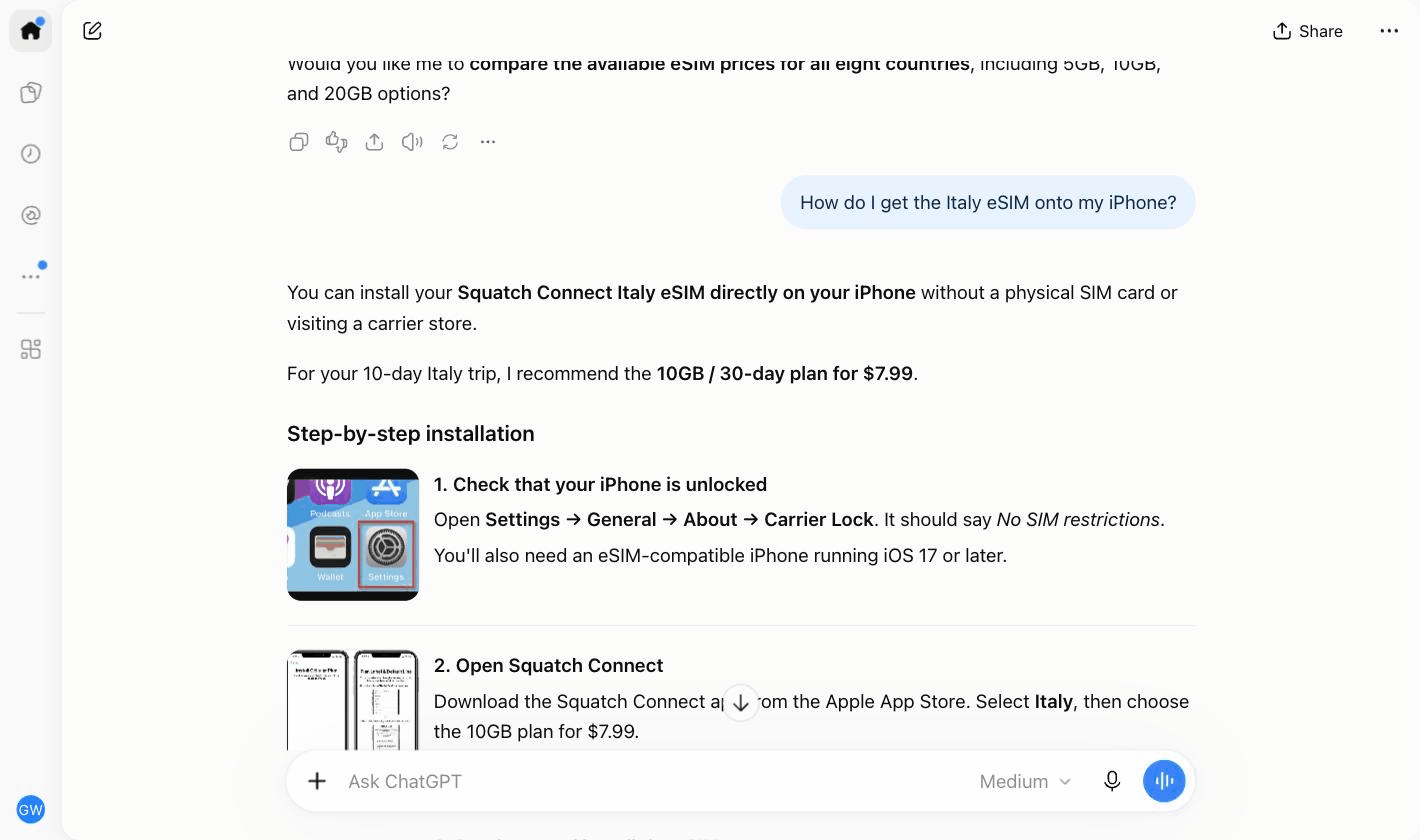 Share
Would you like me to compare the available eSIM prices for all eight countries, including 5GB, 10GB,
and 20GB options?
How do I get the Italy eSIM onto my iPhone?
You can install your Squatch Connect Italy eSIM directly on your iPhone without a physical SIM card or
visiting a carrier store.
For your 10-day Italy trip, I recommend the 10GB / 30-day plan for $7.99.
Step-by-step installation
Podcasts App Store
Wallet Settings
1. Check that your iPhone is unlocked
Open Settings → General → About → Carrier Lock. It should say No SIM restrictions.
You'll also need an eSIM-compatible iPhone running iOS 17 or later.
2. Open Squatch Connect
Download the Squatch Connect from the Apple App Store. Select Italy, then choose
the 10GB plan for $7.99.
Ask ChatGPT
Medium
GW